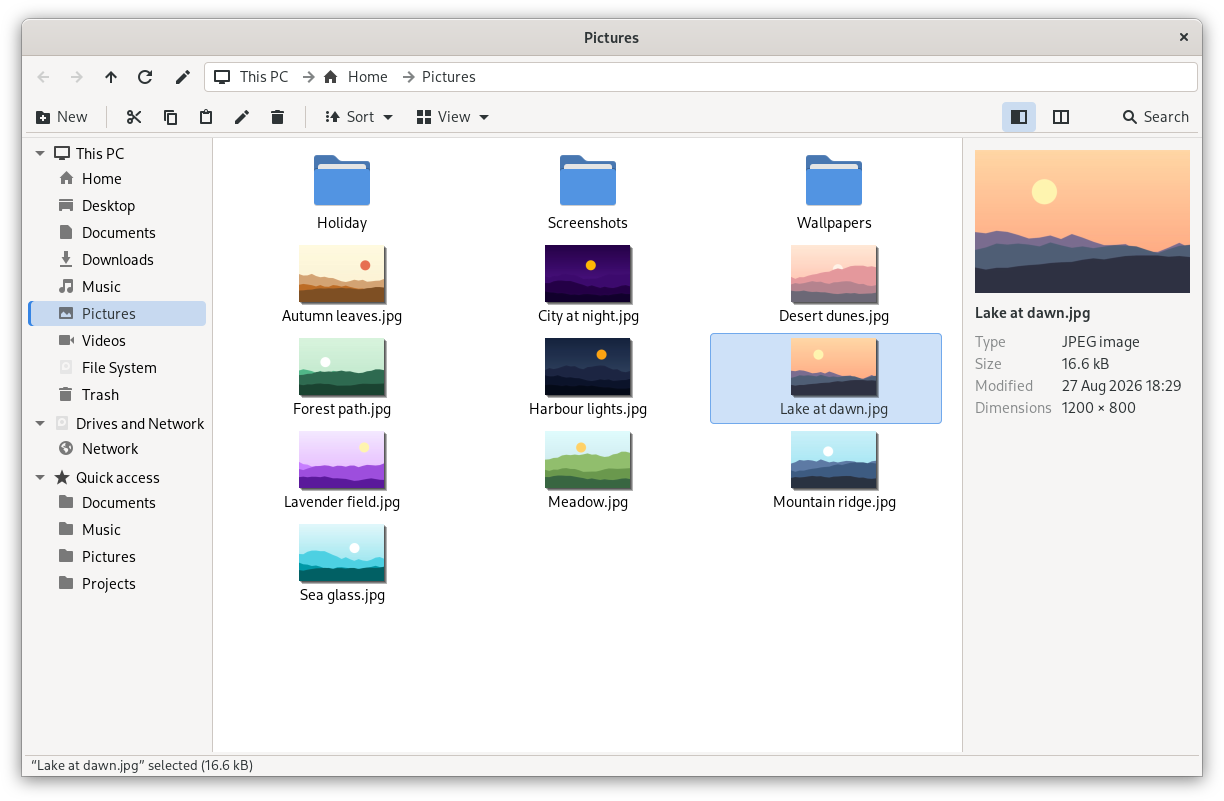 Pictures
This PC
Home
Pictures
New
Sort
View
Search
This PC
Home
Desktop
Documents
Downloads
Music
Pictures
Videos
File System
Trash
Drives and Network
Network
Quick access
Documents
Music
Pictures
Projects
Holiday
Screenshots
Wallpapers
Autumn leaves.jpg
City at night.jpg
Desert dunes.jpg
Forest path.jpg
Harbour lights.jpg
Lake at dawn.jpg
Lavender field.jpg
Meadow.jpg
Mountain ridge.jpg
Sea glass.jpg
Lake at dawn.jpg
Type JPEG image
Size 16.6 kB
Modified 27 Aug 2026 18:29
Dimensions 1200 × 800
“Lake at dawn.jpg” selected (16.6 kB)